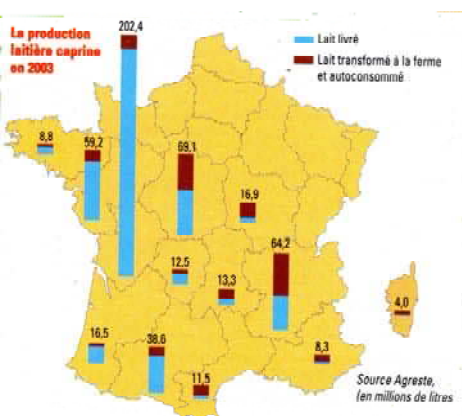 La production
laitière caprine
en 2003
202,4
Lait livré
Lait transformé à la ferme
et autoconsommé
8,8
59,2
69,1
16,9
64,2
12,5
13,3
4,0
16,5
38,6
11,5
8,3
Source Agreste,
(en millions de litres